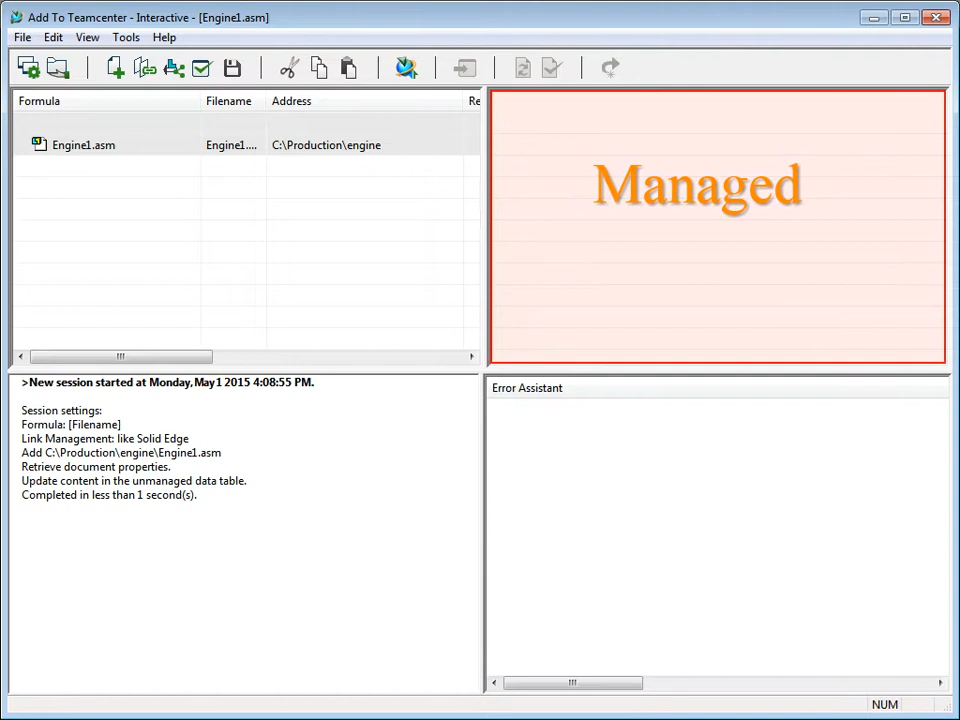 Add To Teamcenter - Interactive - [Engine1.asm]
File Edit View Tools Help
Formula Filename Address Re
Engine1.asm Engine1.... C:\Production\engine
Managed
>New session started at Monday,May1 2015 4:08:55 PM.
Session settings:
Formula: [Filename]
Link Management: like Solid Edge
Add C:\Production\engine\Engine1.asm
Retrieve document properties.
Update content in the unmanaged data table.
Completed in less than 1 second(s).
Error Assistant
NUM